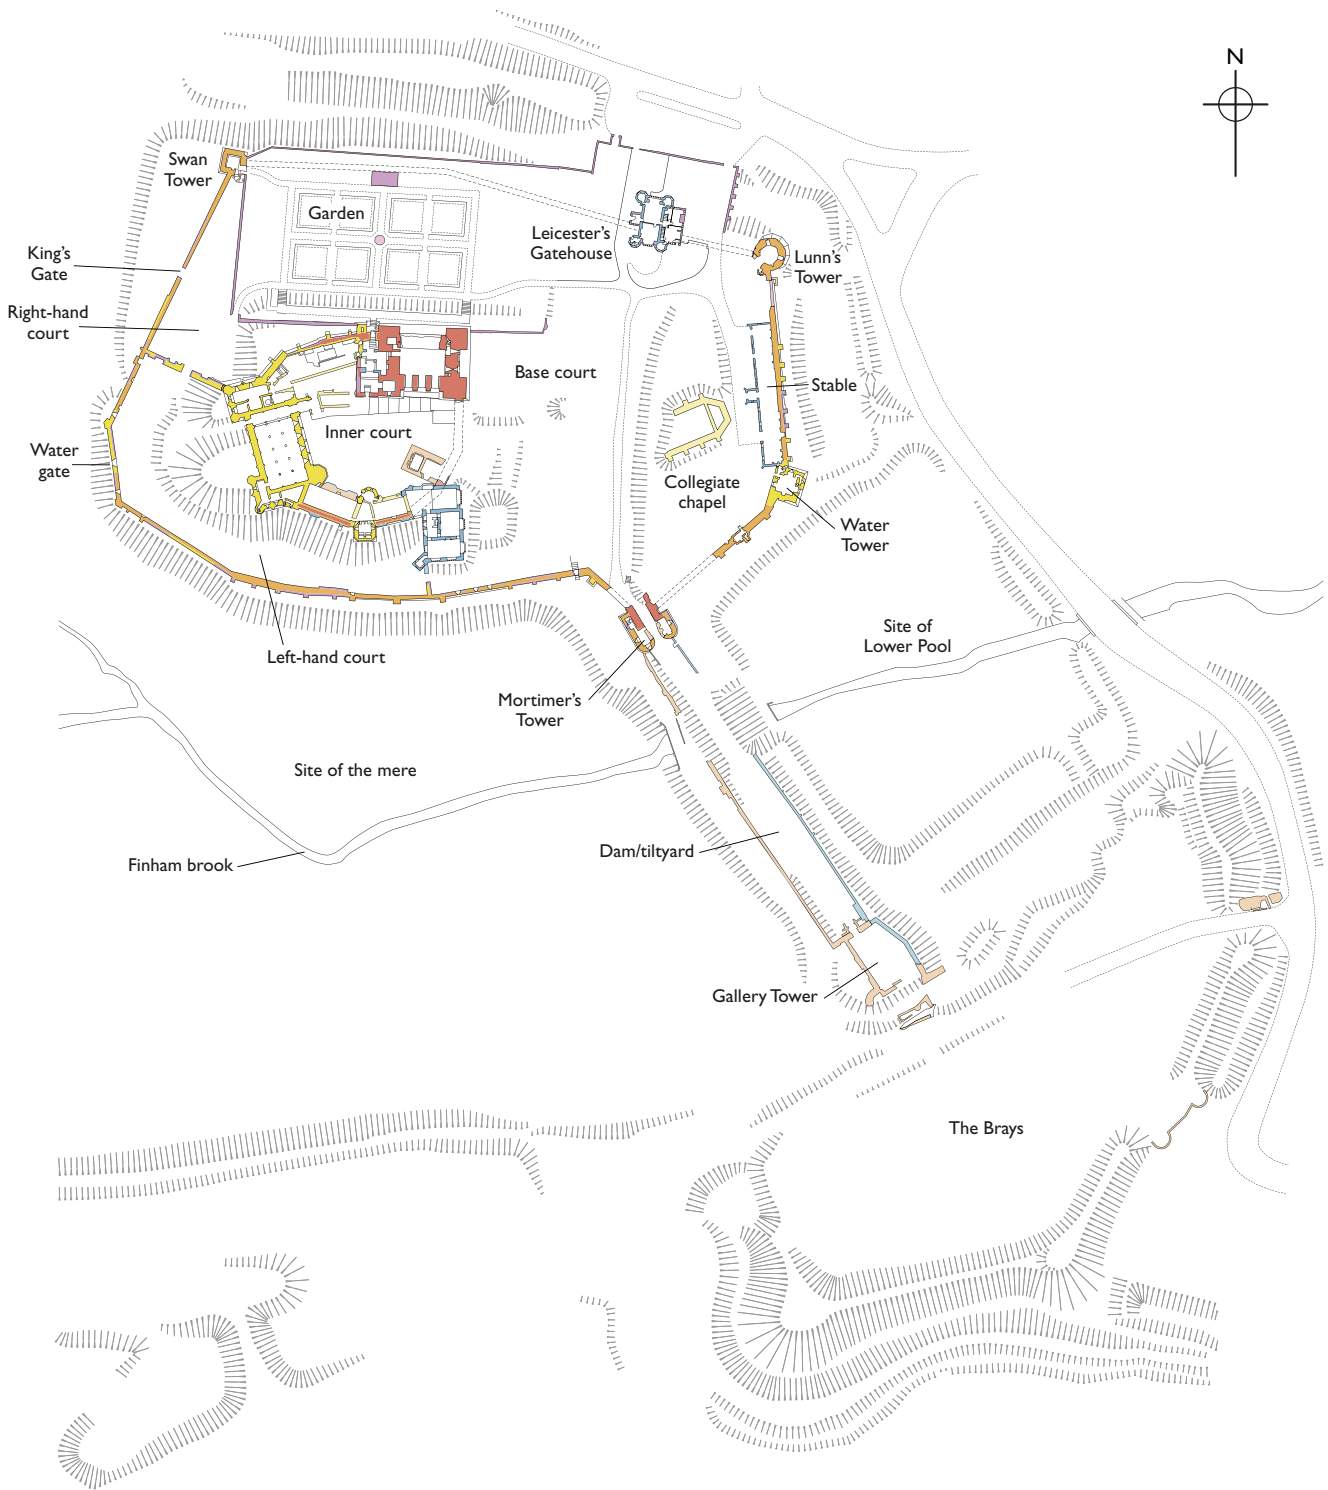 N
Swan
Tower
Garden
Leicester's
Gatehouse
Lunn's
Tower
King's
Gate
Right-hand
court
Base court
Stable
Inner court
Water
gate
Collegiate
chapel
Water
Tower
Site of
Lower Pool
Left-hand court
Mortimer's
Tower
Site of the mere
Dam/tiltyard
Finham brook
Gallery Tower
The Brays